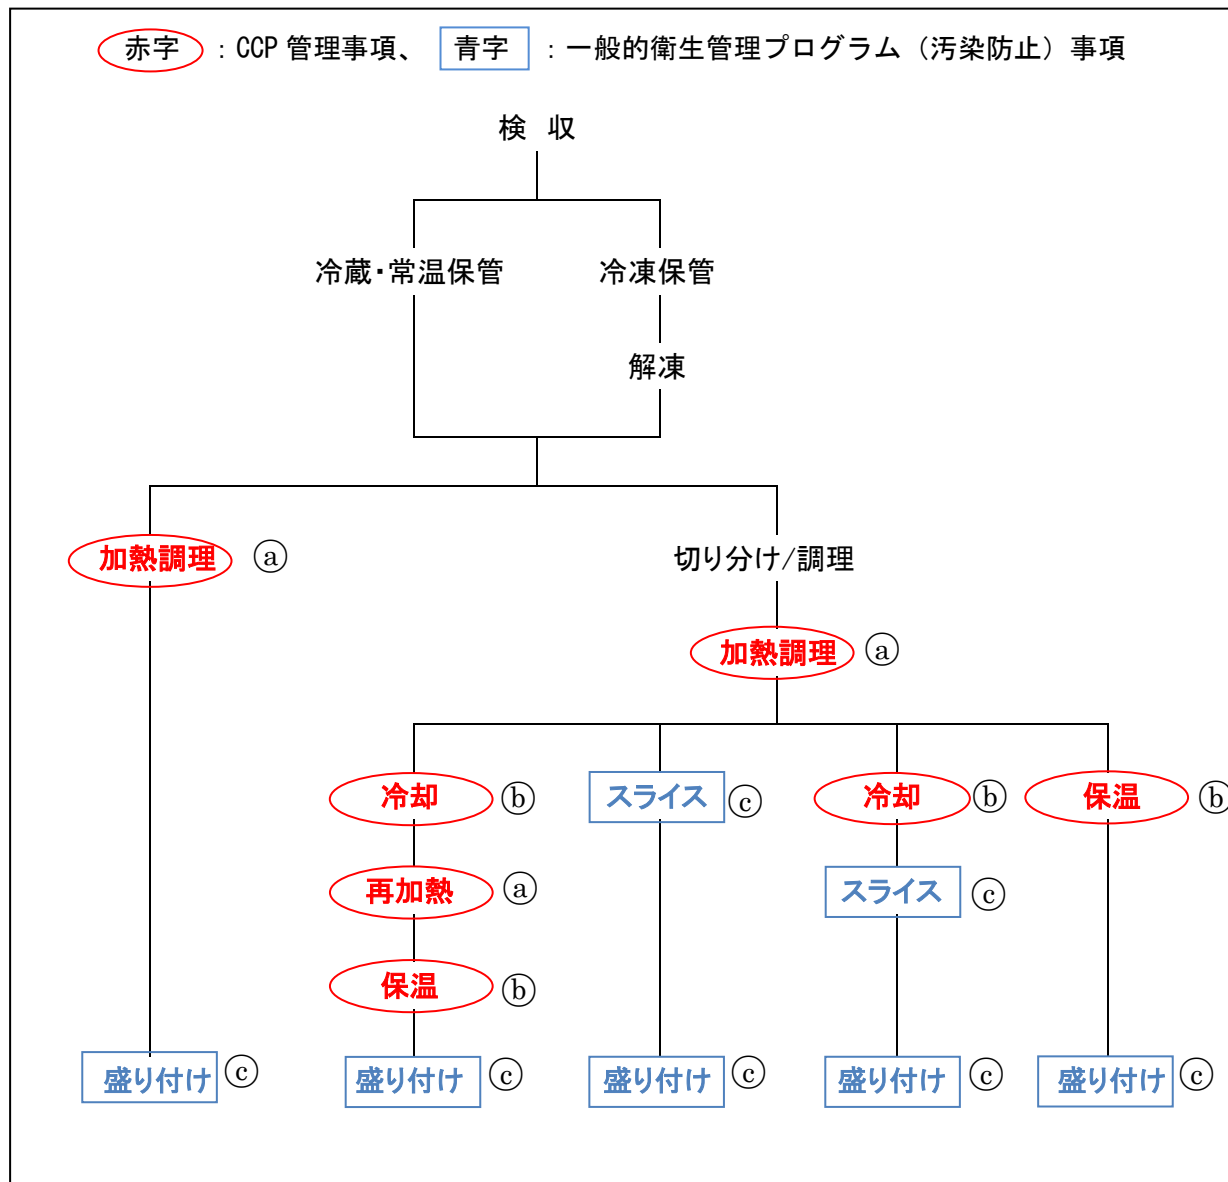 赤字 ：CCP 管理事項、 青字 ：一般的衛生管理プログラム（汚染防止）事項
検 収
冷蔵・常温保管 冷凍保管
解凍
加熱調理 ⓐ 切り分け/調理
加熱調理 ⓐ
冷却 ⓑ スライス ⓒ 冷却 ⓑ 保温 ⓑ
再加熱 ⓐ スライス ⓒ
保温 ⓑ
盛り付け ⓒ 盛り付け ⓒ 盛り付け ⓒ 盛り付け ⓒ 盛り付け ⓒ